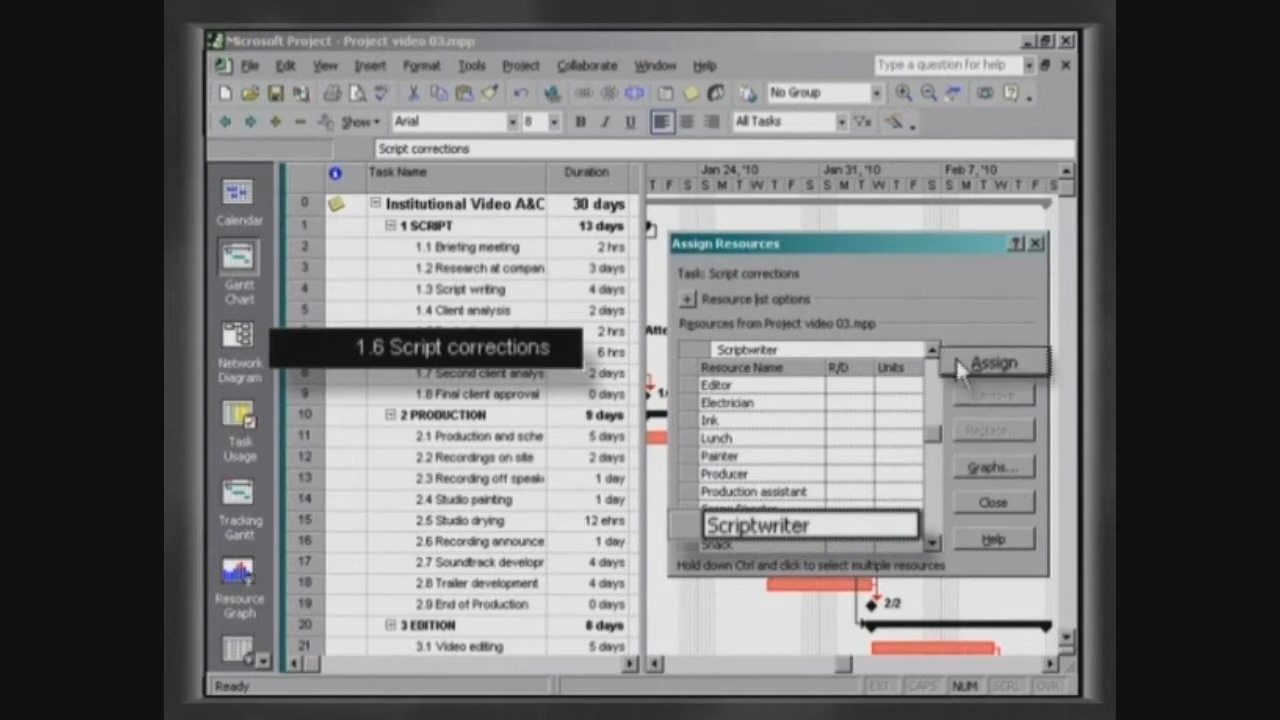 Microsoft Project - Project video 03.mpp
File Edit View Insert Format Tools Project Collaborate Window Help
Type a question for help
No Group
Show Arial 8 B I U All Tasks
Script corrections
Task Name Duration
Jan 24, '10 Jan 31, '10 Feb 7, '10
T F S S M T W T F S S M T W T F S S M T W T F S
Calendar
Gantt Chart
Network Diagram
Task Usage
Tracking Gantt
Resource Graph
0 Institutional Video A&C 30 days
1 1 SCRIPT 13 days
2 1.1 Briefing meeting 2 hrs
3 1.2 Research at compan 3 days
4 1.3 Script writing 4 days
5 1.4 Client analysis 2 days
2 hrs
Atte
1.6 Script corrections
6 hrs
8 1.7 Second client analys 2 days
9 1.8 Final client approval 0 days
10 2 PRODUCTION 9 days
11 2.1 Production and sche 5 days
12 2.2 Recordings on site 2 days
13 2.3 Recording off speak 1 day
14 2.4 Studio painting 1 day
15 2.5 Studio drying 12 ehrs
16 2.6 Recording announce 1 day
17 2.7 Soundtrack developr 4 days
18 2.8 Trailer development 4 days
19 2.9 End of Production 0 days
20 3 EDITION 8 days
21 3.1 Video editing 5 days
2/2
Assign Resources
Task: Script corrections
Resource list options
Resources from Project video 03.mpp
Scriptwriter
Resource Name R/D Units
Editor
Electrician
Ink
Lunch
Painter
Producer
Production assistant
Scriptwriter
Snack
Assign
Replace...
Graphs...
Close
Help
Hold down Ctrl and click to select multiple resources
Ready
EXT CAPS NUM SCRL OVR